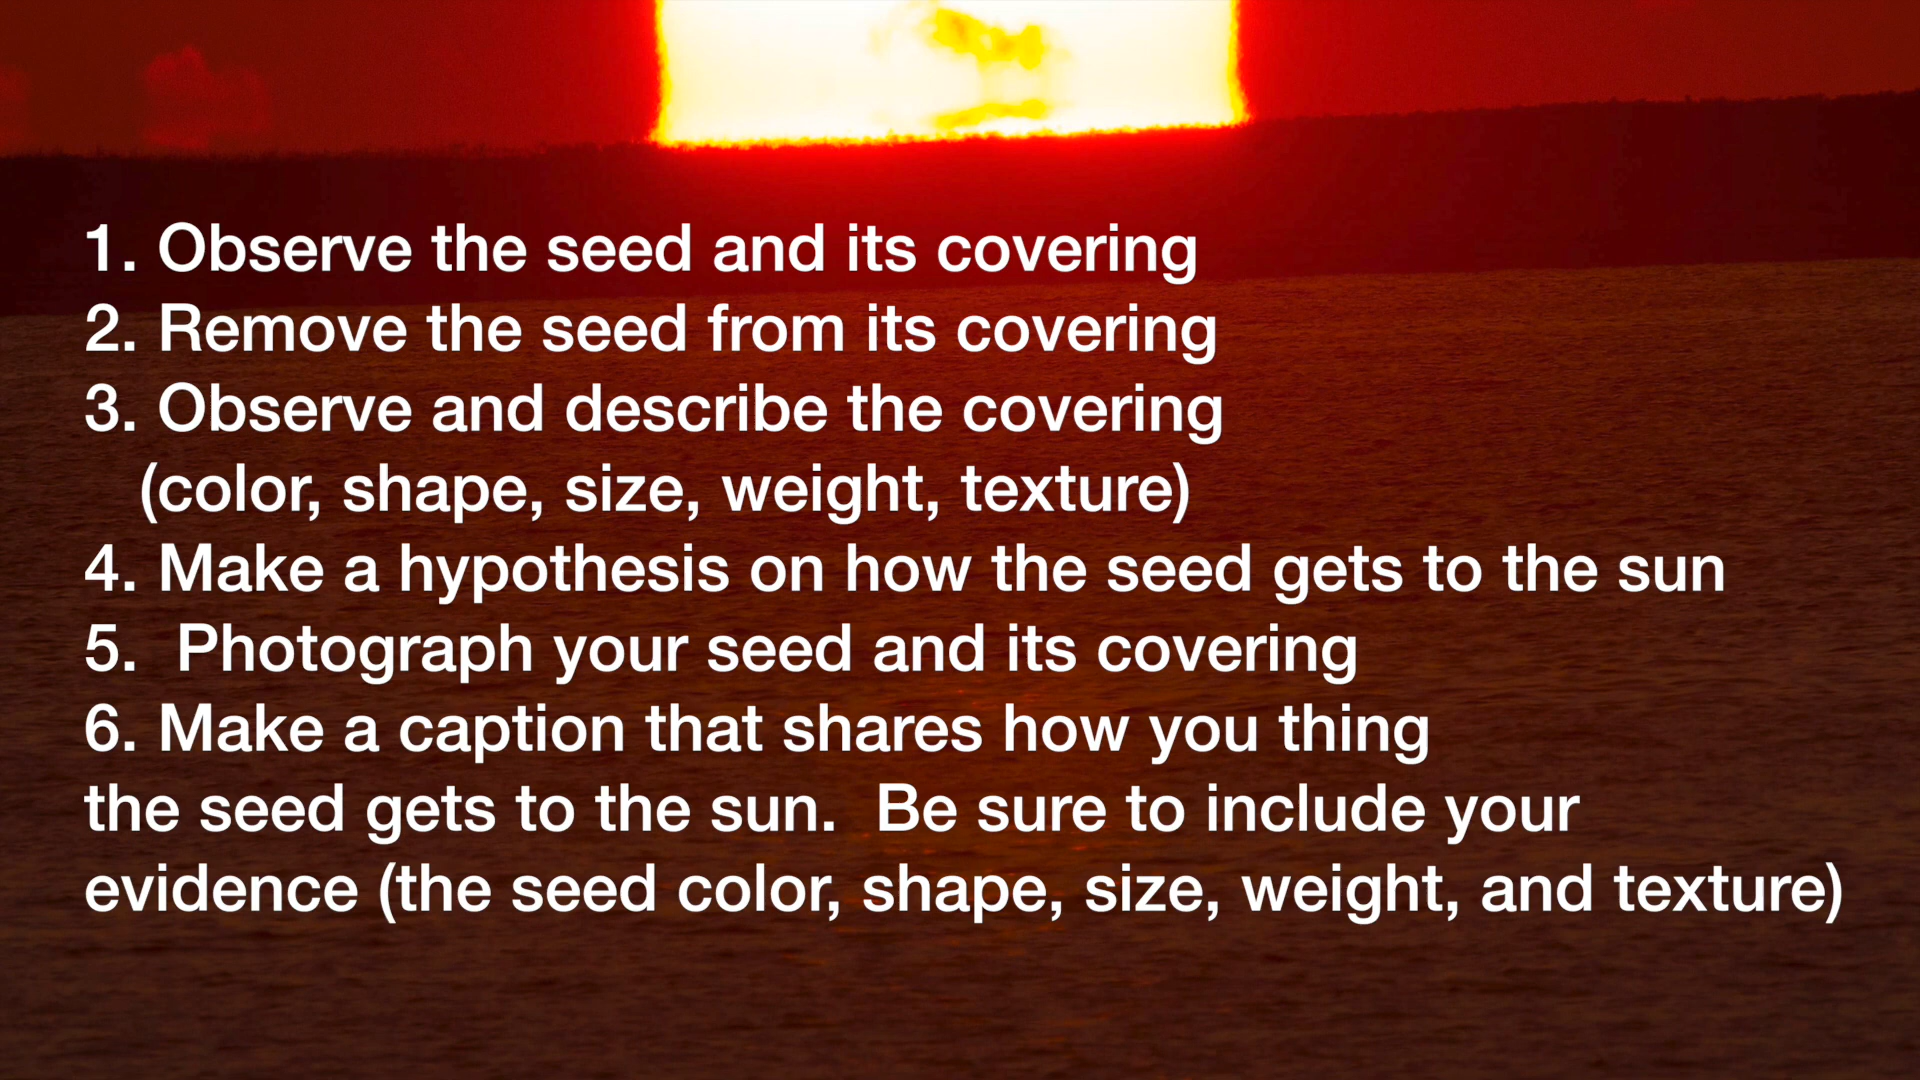 1. Observe the seed and its covering
2. Remove the seed from its covering
3. Observe and describe the covering
(color, shape, size, weight, texture)
4. Make a hypothesis on how the seed gets to the sun
5.  Photograph your seed and its covering
6. Make a caption that shares how you thing
the seed gets to the sun.  Be sure to include your
evidence (the seed color, shape, size, weight, and texture)